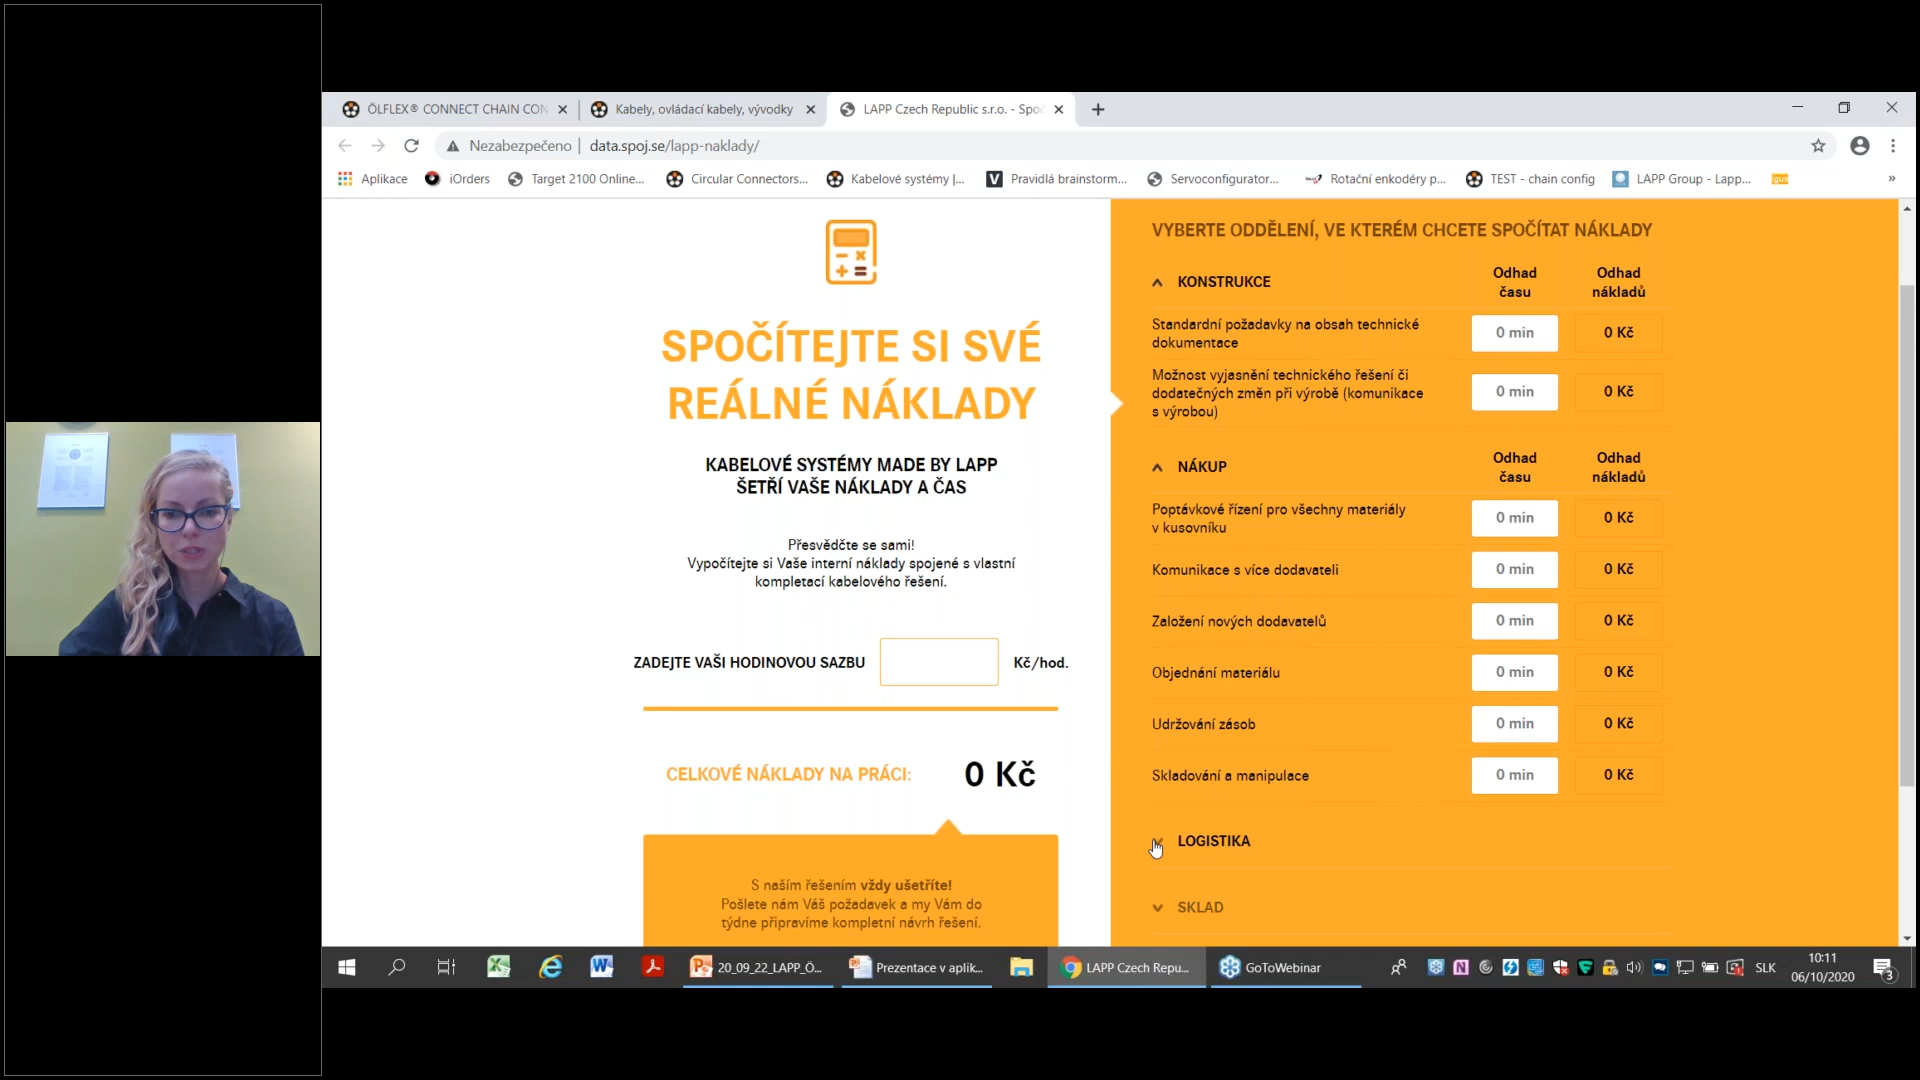 ÖLFLEX® CONNECT CHAIN CON
Kabely, ovládací kabely, vývodky
LAPP Czech Republic s.r.o. - Spoč
Nezabezpečeno
data.spoj.se/lapp-naklady/
Aplikace
iOrders
Target 2100 Online...
Circular Connectors...
Kabelové systémy |...
Pravidlá brainstorm...
Servoconfigurator...
Rotační enkodéry p...
TEST - chain config
LAPP Group - Lapp...
igus
»
SPOČÍTEJTE SI SVÉ
REÁLNÉ NÁKLADY
KABELOVÉ SYSTÉMY MADE BY LAPP
ŠETŘÍ VAŠE NÁKLADY A ČAS
Přesvědčte se sami!
Vypočítejte si Vaše interní náklady spojené s vlastní
kompletací kabelového řešení.
ZADEJTE VAŠI HODINOVOU SAZBU
Kč/hod.
CELKOVÉ NÁKLADY NA PRÁCI:
0 Kč
S naším řešením vždy ušetříte!
Pošlete nám Váš požadavek a my Vám do
týdne připravíme kompletní návrh řešení.
VYBERTE ODDĚLENÍ, VE KTERÉM CHCETE SPOČÍTAT NÁKLADY
KONSTRUKCE
Odhad
času
Odhad
nákladů
Standardní požadavky na obsah technické
dokumentace
0 min
0 Kč
Možnost vyjasnění technického řešení či
dodatečných změn při výrobě (komunikace
s výrobou)
0 min
0 Kč
NÁKUP
Odhad
času
Odhad
nákladů
Poptávkové řízení pro všechny materiály
v kusovníku
0 min
0 Kč
Komunikace s více dodavateli
0 min
0 Kč
Založení nových dodavatelů
0 min
0 Kč
Objednání materiálu
0 min
0 Kč
Udržování zásob
0 min
0 Kč
Skladování a manipulace
0 min
0 Kč
LOGISTIKA
SKLAD
20_09_22_LAPP_Ö...
Prezentace v aplik...
LAPP Czech Repu...
GoToWebinar
SLK
10:11
06/10/2020
3